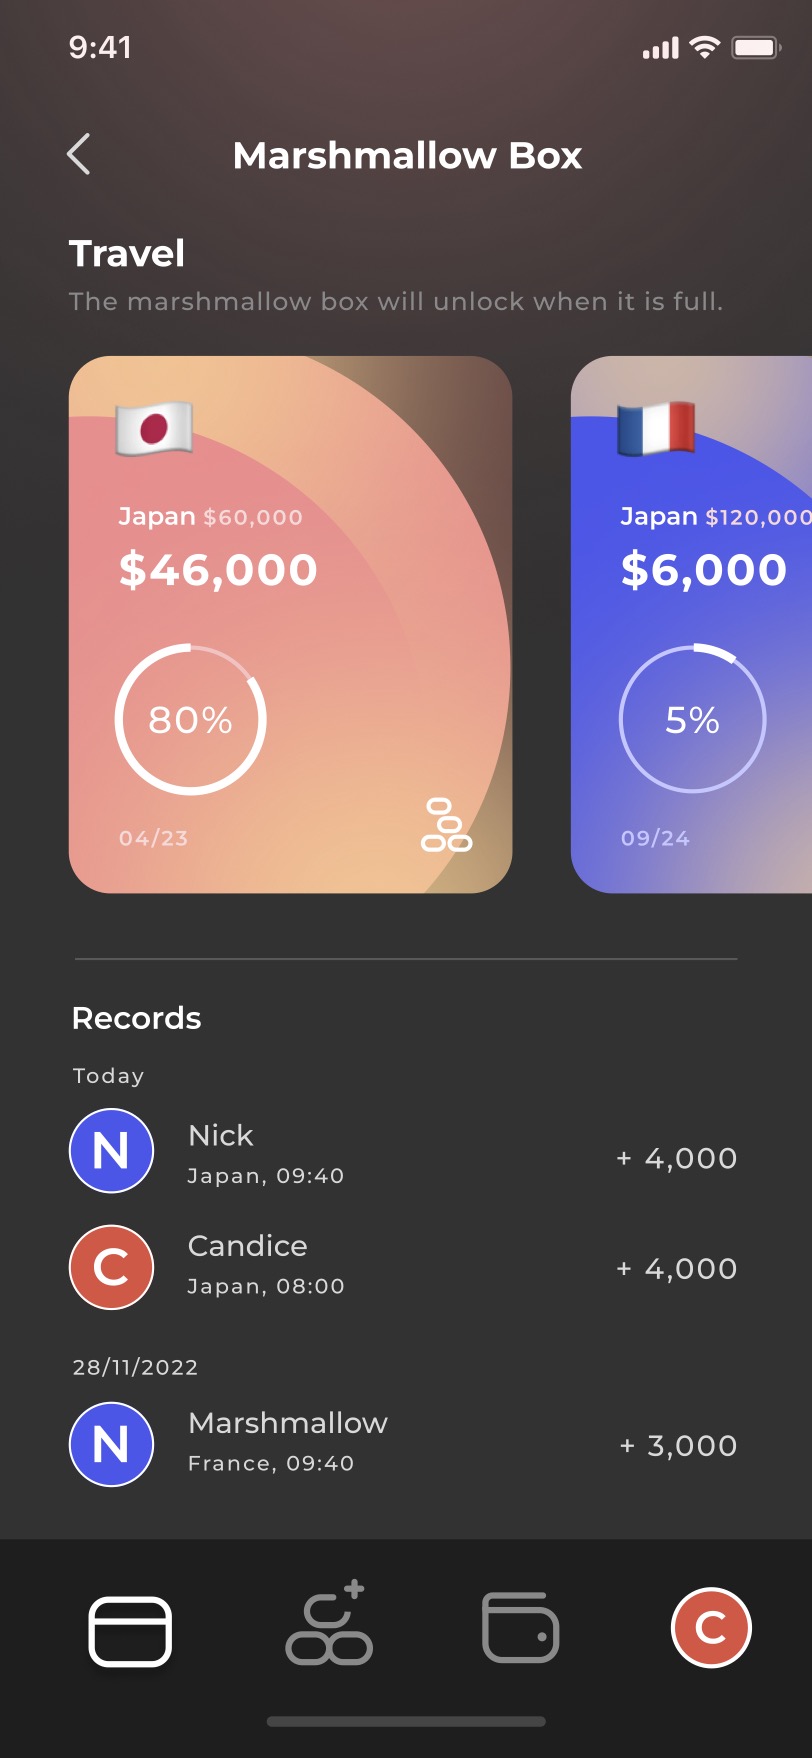 9:41
Marshmallow Box
Travel
The marshmallow box will unlock when it is full.
Japan $60,000
$46,000
80%
04/23
Japan $120,000
$6,000
5%
09/24
Records
Today
N
Nick
Japan, 09:40
+ 4,000
C
Candice
Japan, 08:00
+ 4,000
28/11/2022
N
Marshmallow
France, 09:40
+ 3,000
C